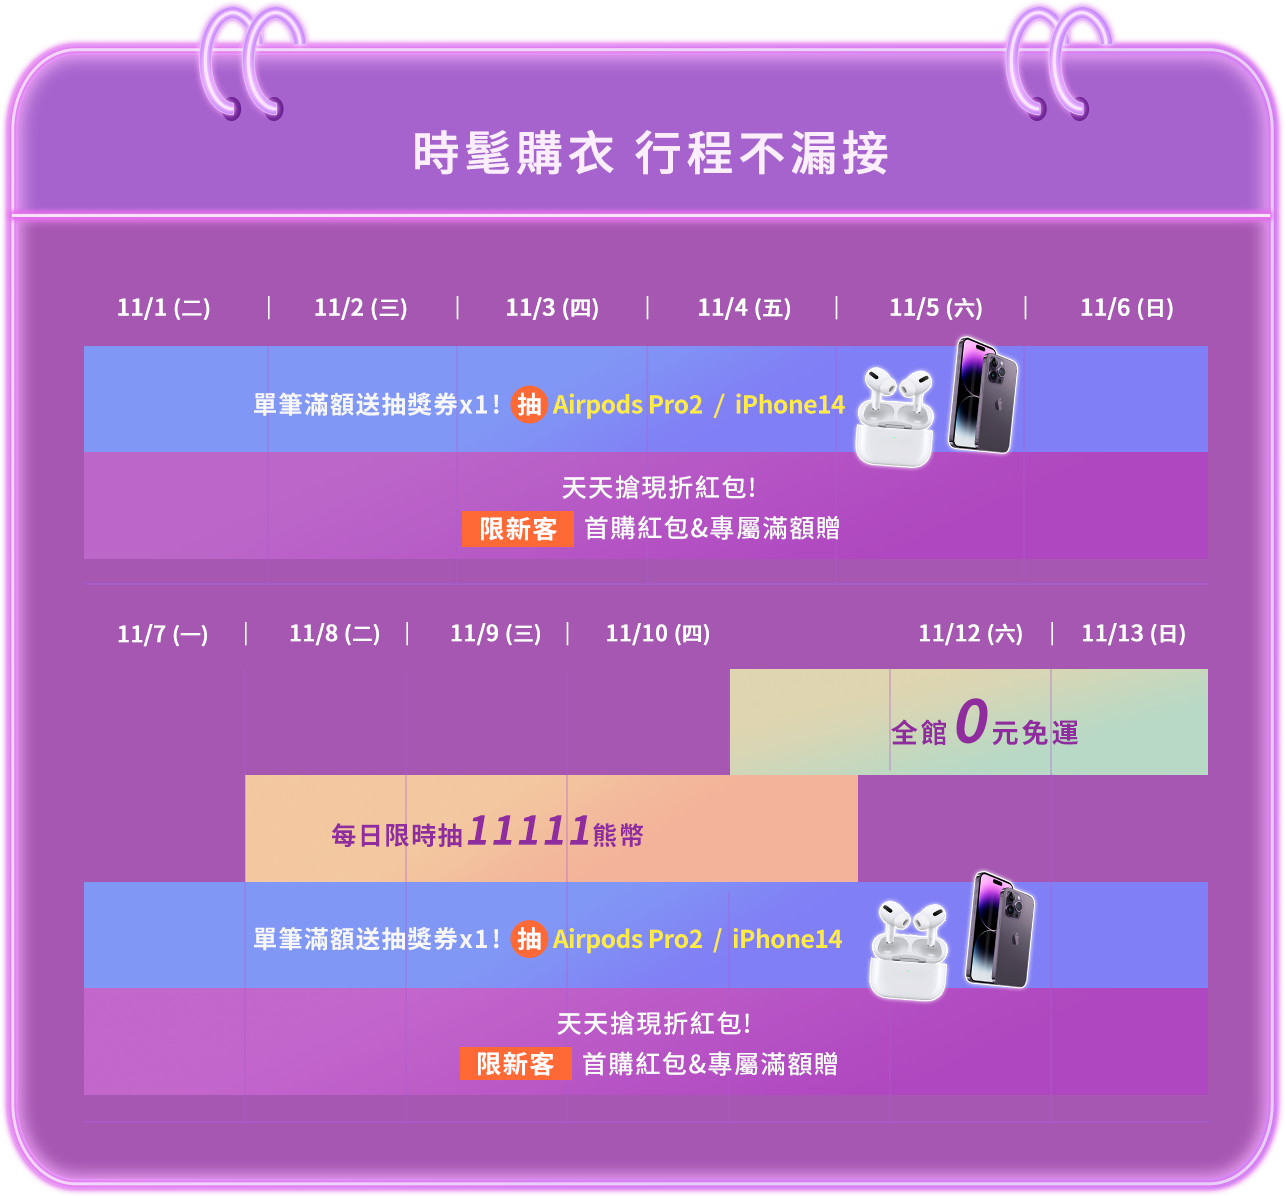 時髦購衣 行程不漏接
11/1 (二) | 11/2 (三) | 11/3 (四) | 11/4 (五) | 11/5 (六) | 11/6 (日)
單筆滿額送抽獎券x1! 抽 Airpods Pro2 / iPhone14
天天搶現折紅包!
限新客 首購紅包&專屬滿額贈
11/7 (一) | 11/8 (二) | 11/9 (三) | 11/10 (四) 11/12 (六) | 11/13 (日)
全館0元免運
每日限時抽11111熊幣
單筆滿額送抽獎券x1! 抽 Airpods Pro2 / iPhone14
天天搶現折紅包!
限新客 首購紅包&專屬滿額贈